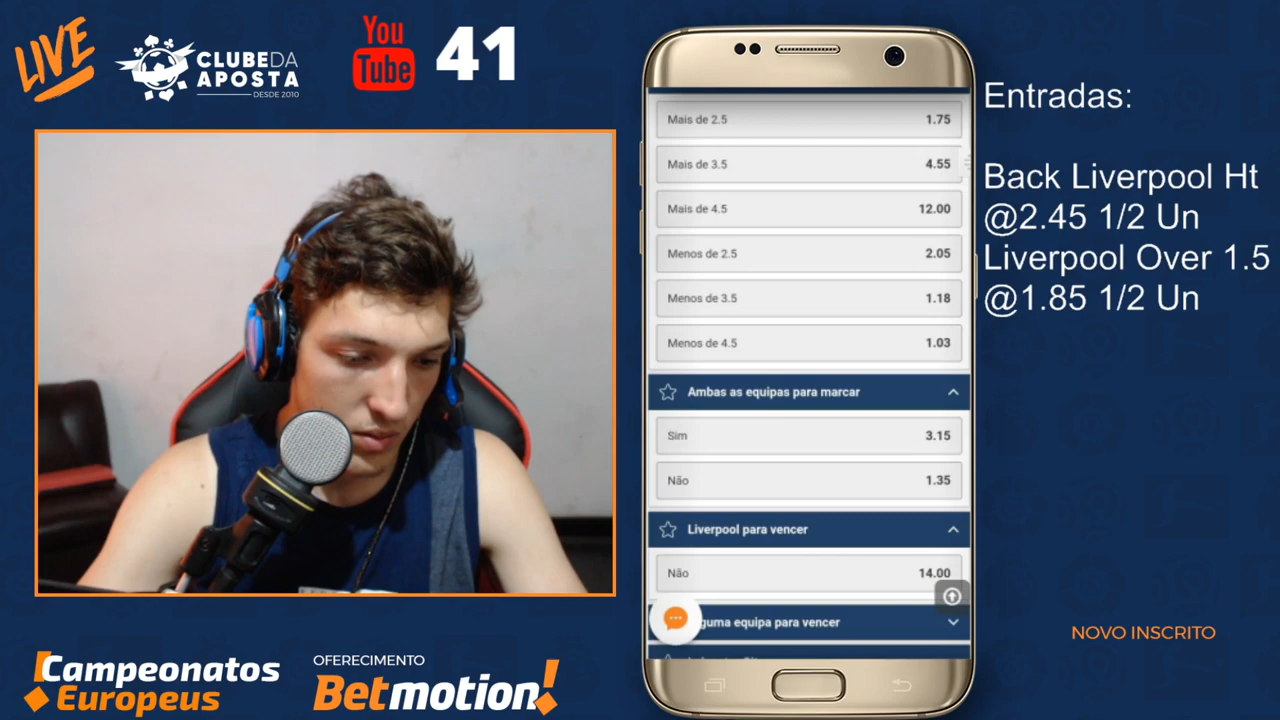 LIVE
CLUBEDA
APOSTA
DESDE 2010
You
Tube
41
Mais de 2.5 1.75
Mais de 3.5 4.55
Mais de 4.5 12.00
Menos de 2.5 2.05
Menos de 3.5 1.18
Menos de 4.5 1.03
Ambas as equipas para marcar
Sim 3.15
Não 1.35
Liverpool para vencer
Não 14.00
guma equipa para vencer
Entradas:
Back Liverpool Ht
@2.45 1/2 Un
Liverpool Over 1.5
@1.85 1/2 Un
NOVO INSCRITO
Campeonatos
Europeus
OFERECIMENTO
Betmotion!